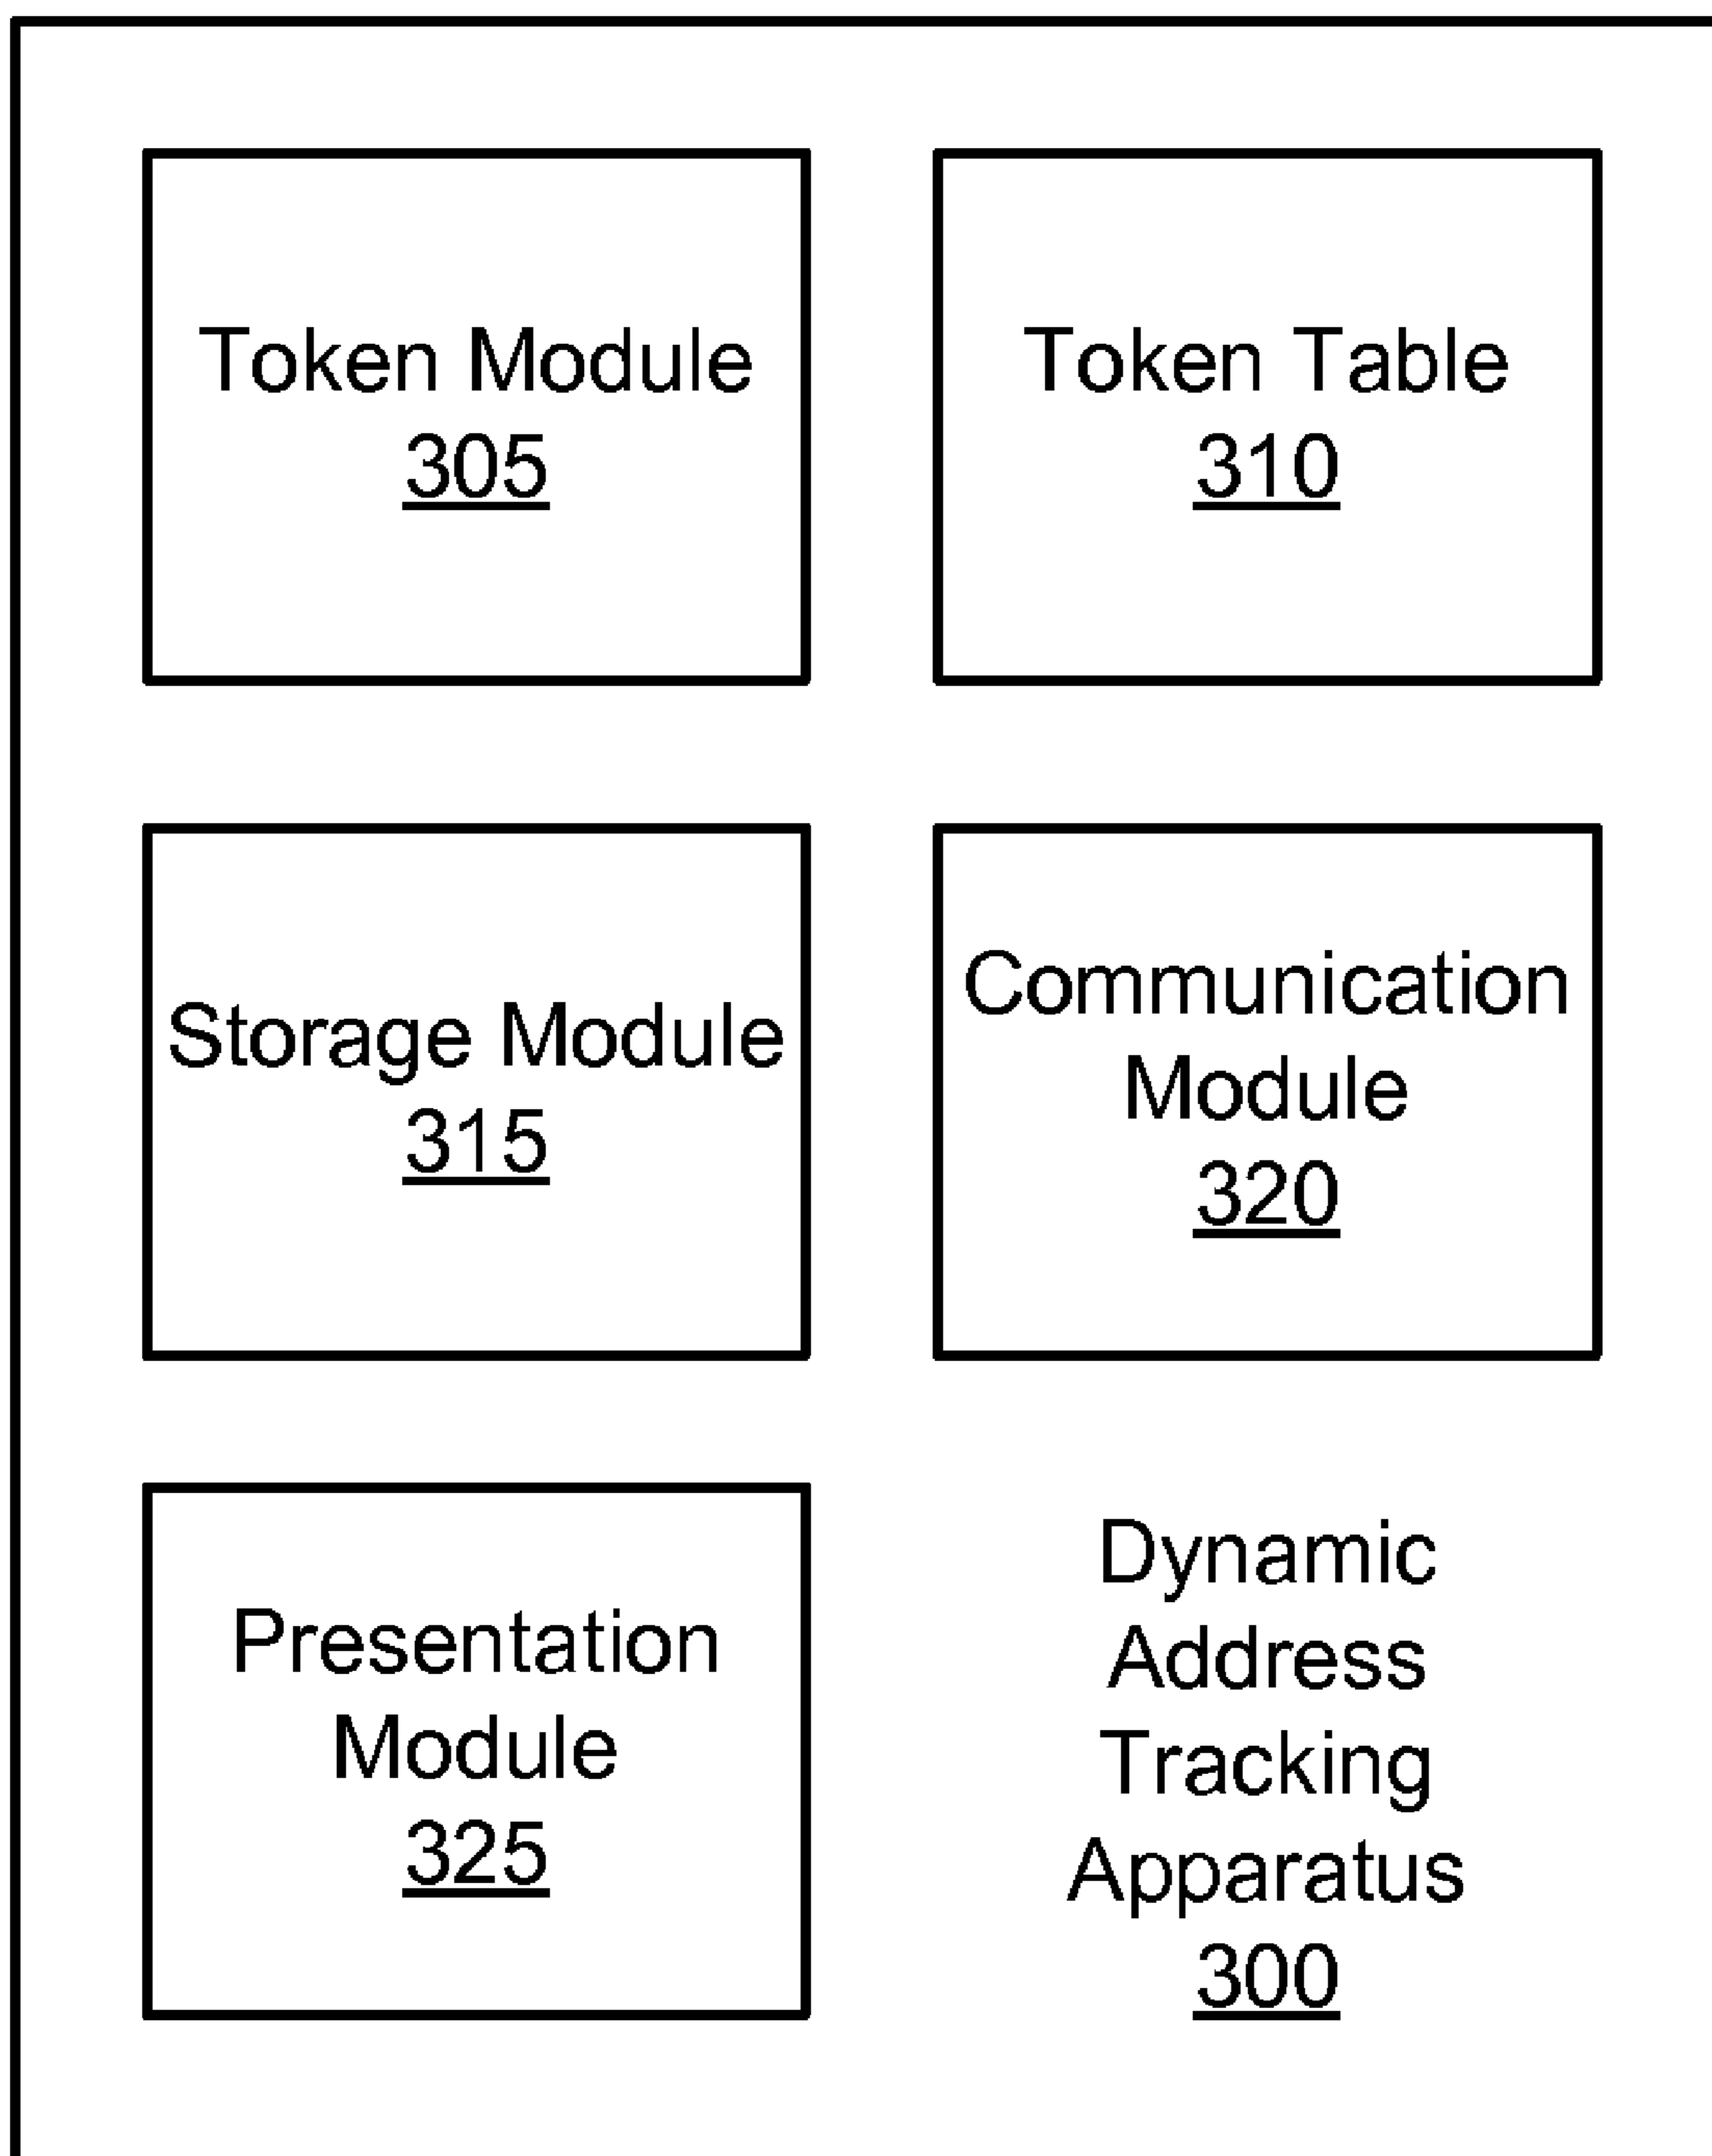 Token Module
305
Token Table
310
Storage Module
315
Communication
Module
320
Presentation
Module
325
Dynamic
Address
Tracking
Apparatus
300